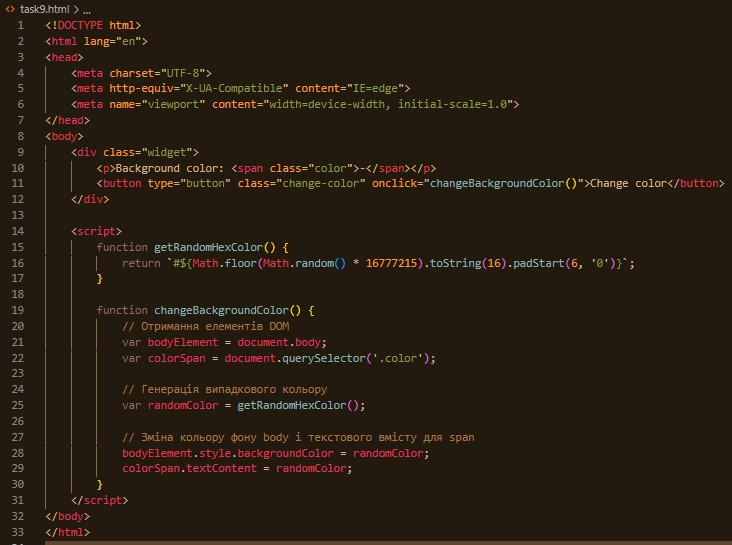 task9.html > ...
1 <!DOCTYPE html>
2 <html lang="en">
3 <head>
4     <meta charset="UTF-8">
5     <meta http-equiv="X-UA-Compatible" content="IE=edge">
6     <meta name="viewport" content="width=device-width, initial-scale=1.0">
7 </head>
8 <body>
9     <div class="widget">
10         <p>Background color: <span class="color">-</span></p>
11         <button type="button" class="change-color" onclick="changeBackgroundColor()">Change color</button>
12     </div>
13
14     <script>
15         function getRandomHexColor() {
16             return `#${Math.floor(Math.random() * 16777215).toString(16).padStart(6, '0')}`;
17         }
18
19         function changeBackgroundColor() {
20             // Отримання елементів DOM
21             var bodyElement = document.body;
22             var colorSpan = document.querySelector('.color');
23
24             // Генерація випадкового кольору
25             var randomColor = getRandomHexColor();
26
27             // Зміна кольору фону body і текстового вмісту для span
28             bodyElement.style.backgroundColor = randomColor;
29             colorSpan.textContent = randomColor;
30         }
31     </script>
32 </body>
33 </html>